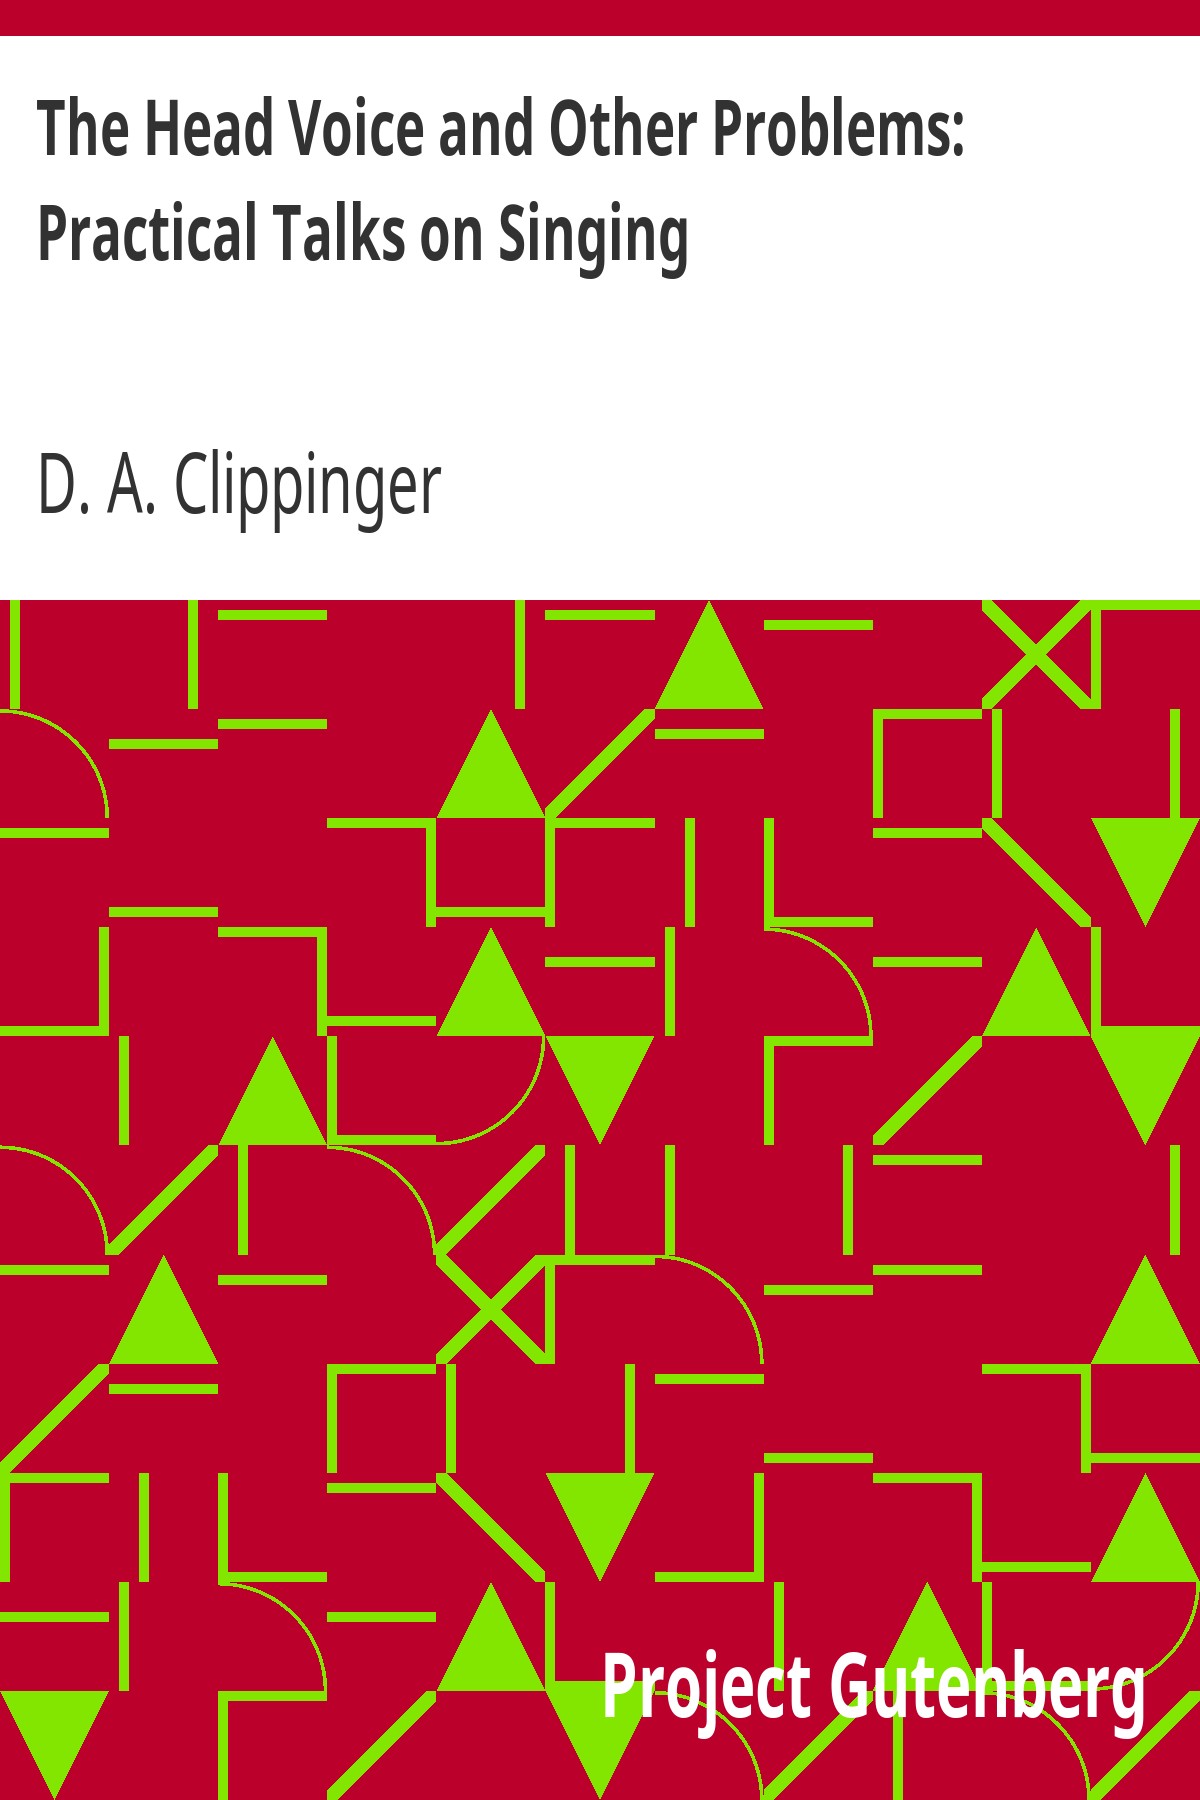 The Head Voice and Other Problems:
Practical Talks on Singing
D. A. Clippinger
Project Gutenberg